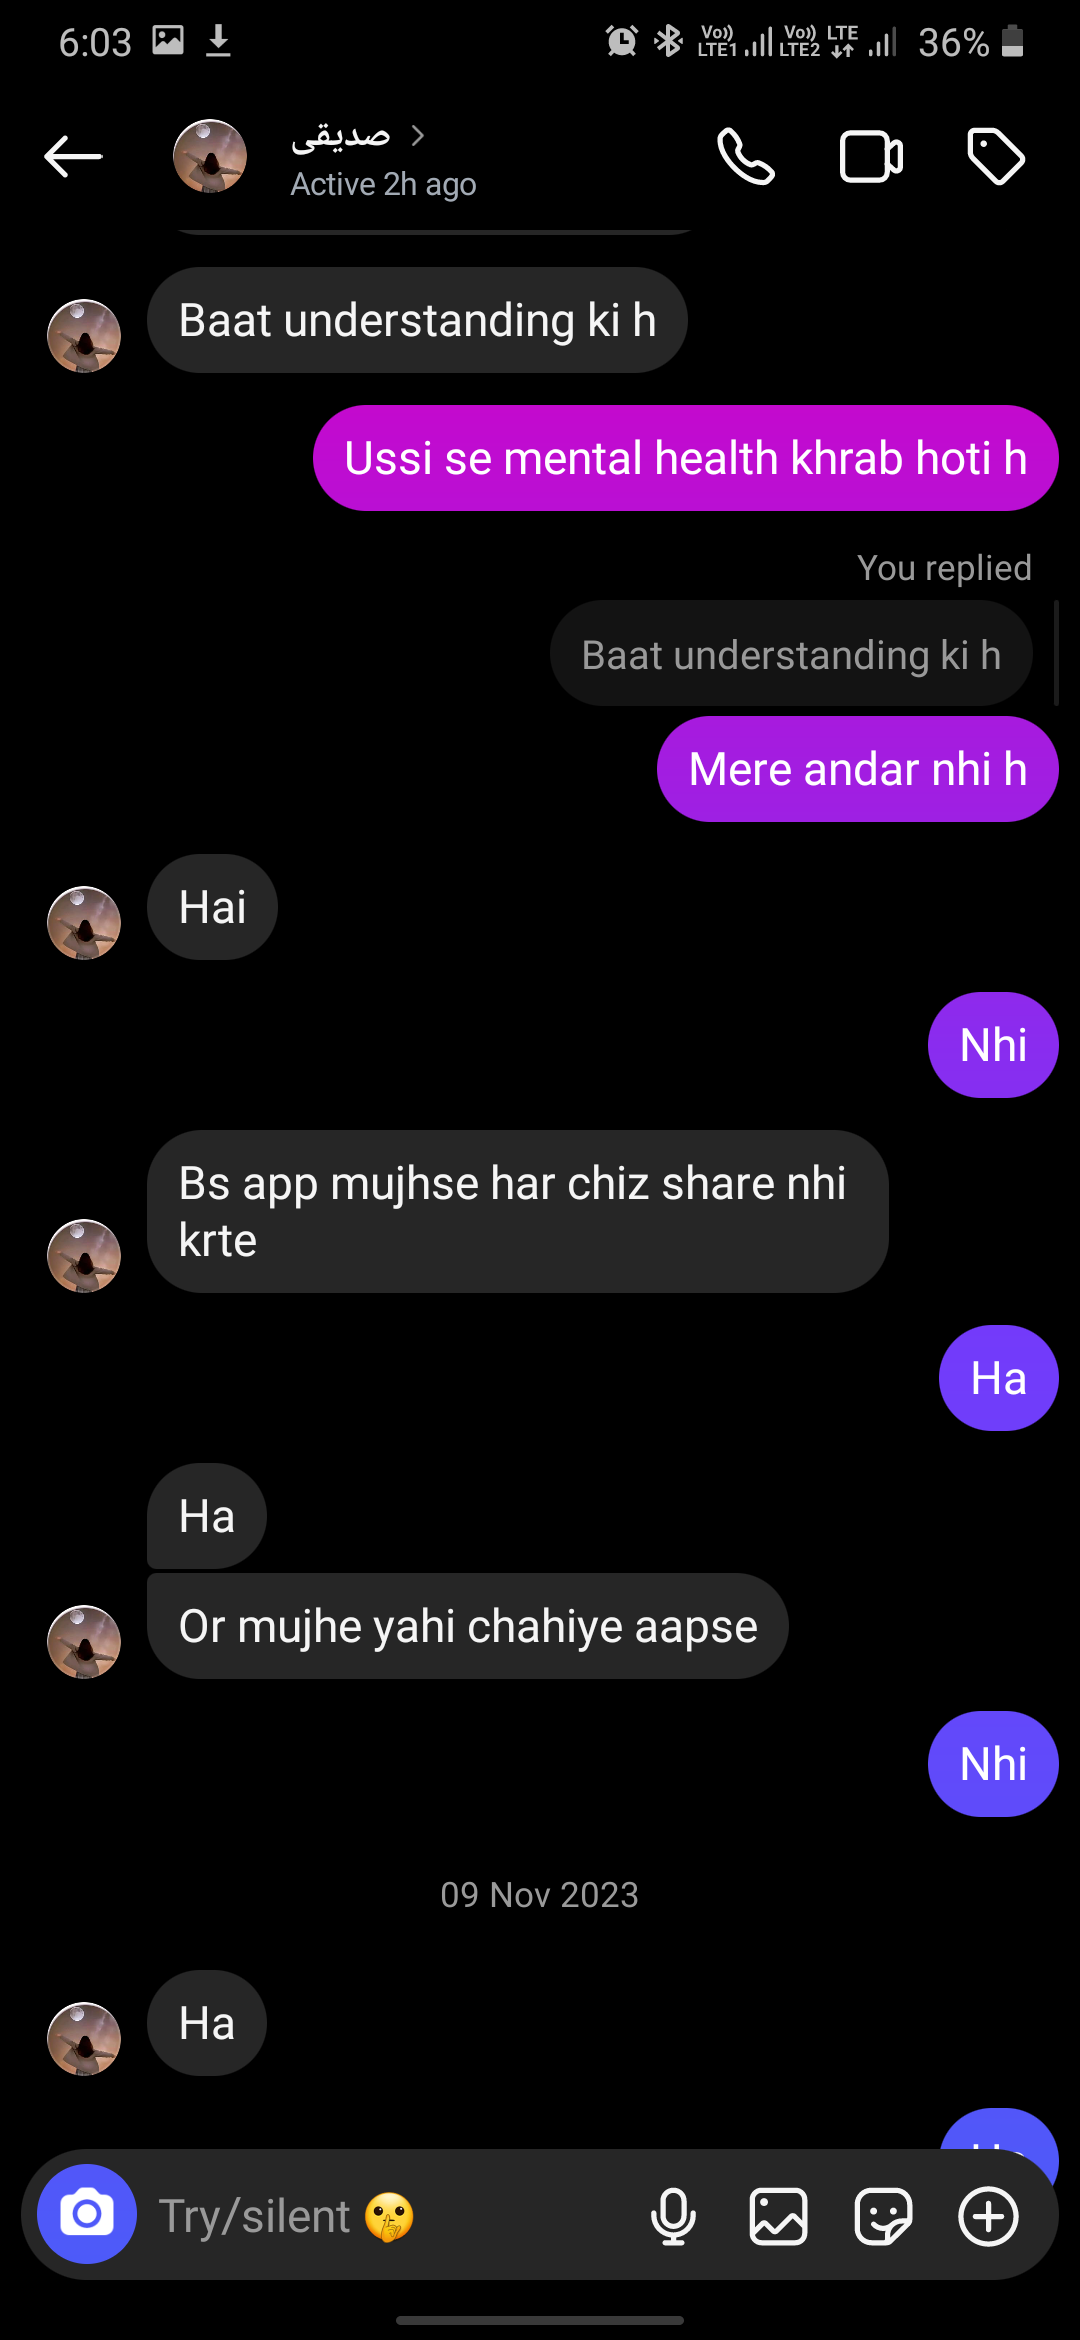 6:03
Vo)) LTE1 Vo)) LTE2 LTE 36%
صدیقی
Active 2h ago
Baat understanding ki h
Ussi se mental health khrab hoti h
You replied
Baat understanding ki h
Mere andar nhi h
Hai
Nhi
Bs app mujhse har chiz share nhi
krte
Ha
Ha
Or mujhe yahi chahiye aapse
Nhi
09 Nov 2023
Ha
Try/silent 🤫